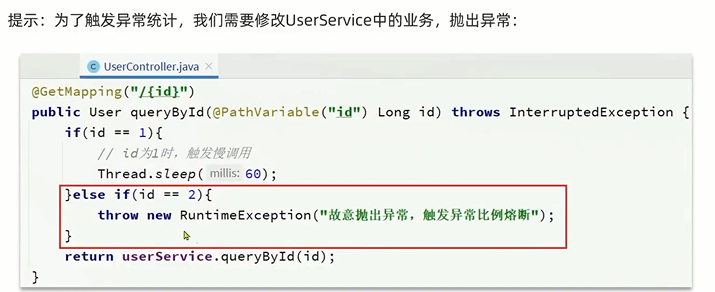 提示：为了触发异常统计，我们需要修改UserService中的业务，抛出异常：
UserController.java
@GetMapping("/{id}")
public User queryById(@PathVariable("id") Long id) throws InterruptedException {
if(id == 1){
// id为1时，触发慢调用
Thread.sleep( millis: 60);
}else if(id == 2){
throw new RuntimeException("故意抛出异常，触发异常比例熔断");
}
return userService.queryById(id);
}